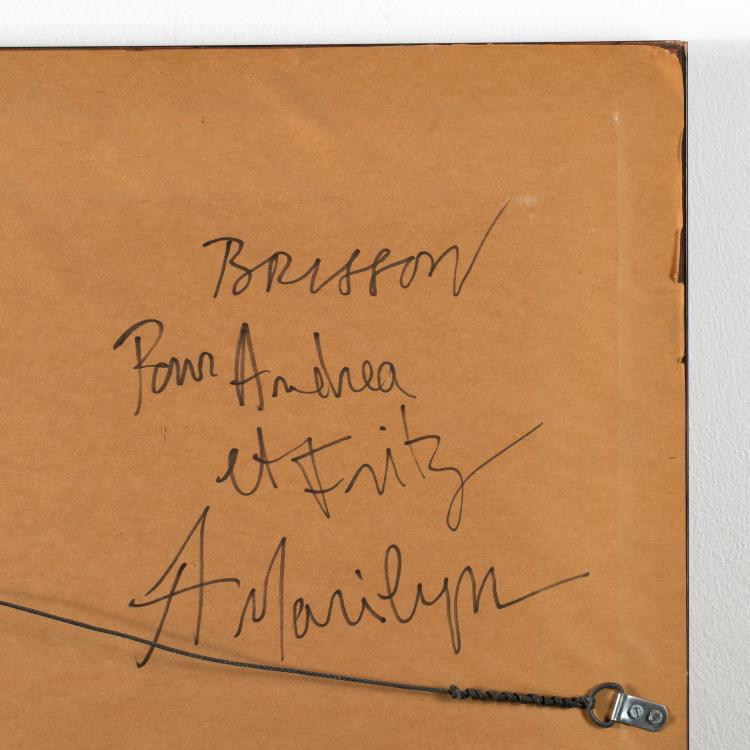 BRISSON
Pour Andrea
et Fritz
A Marilyn